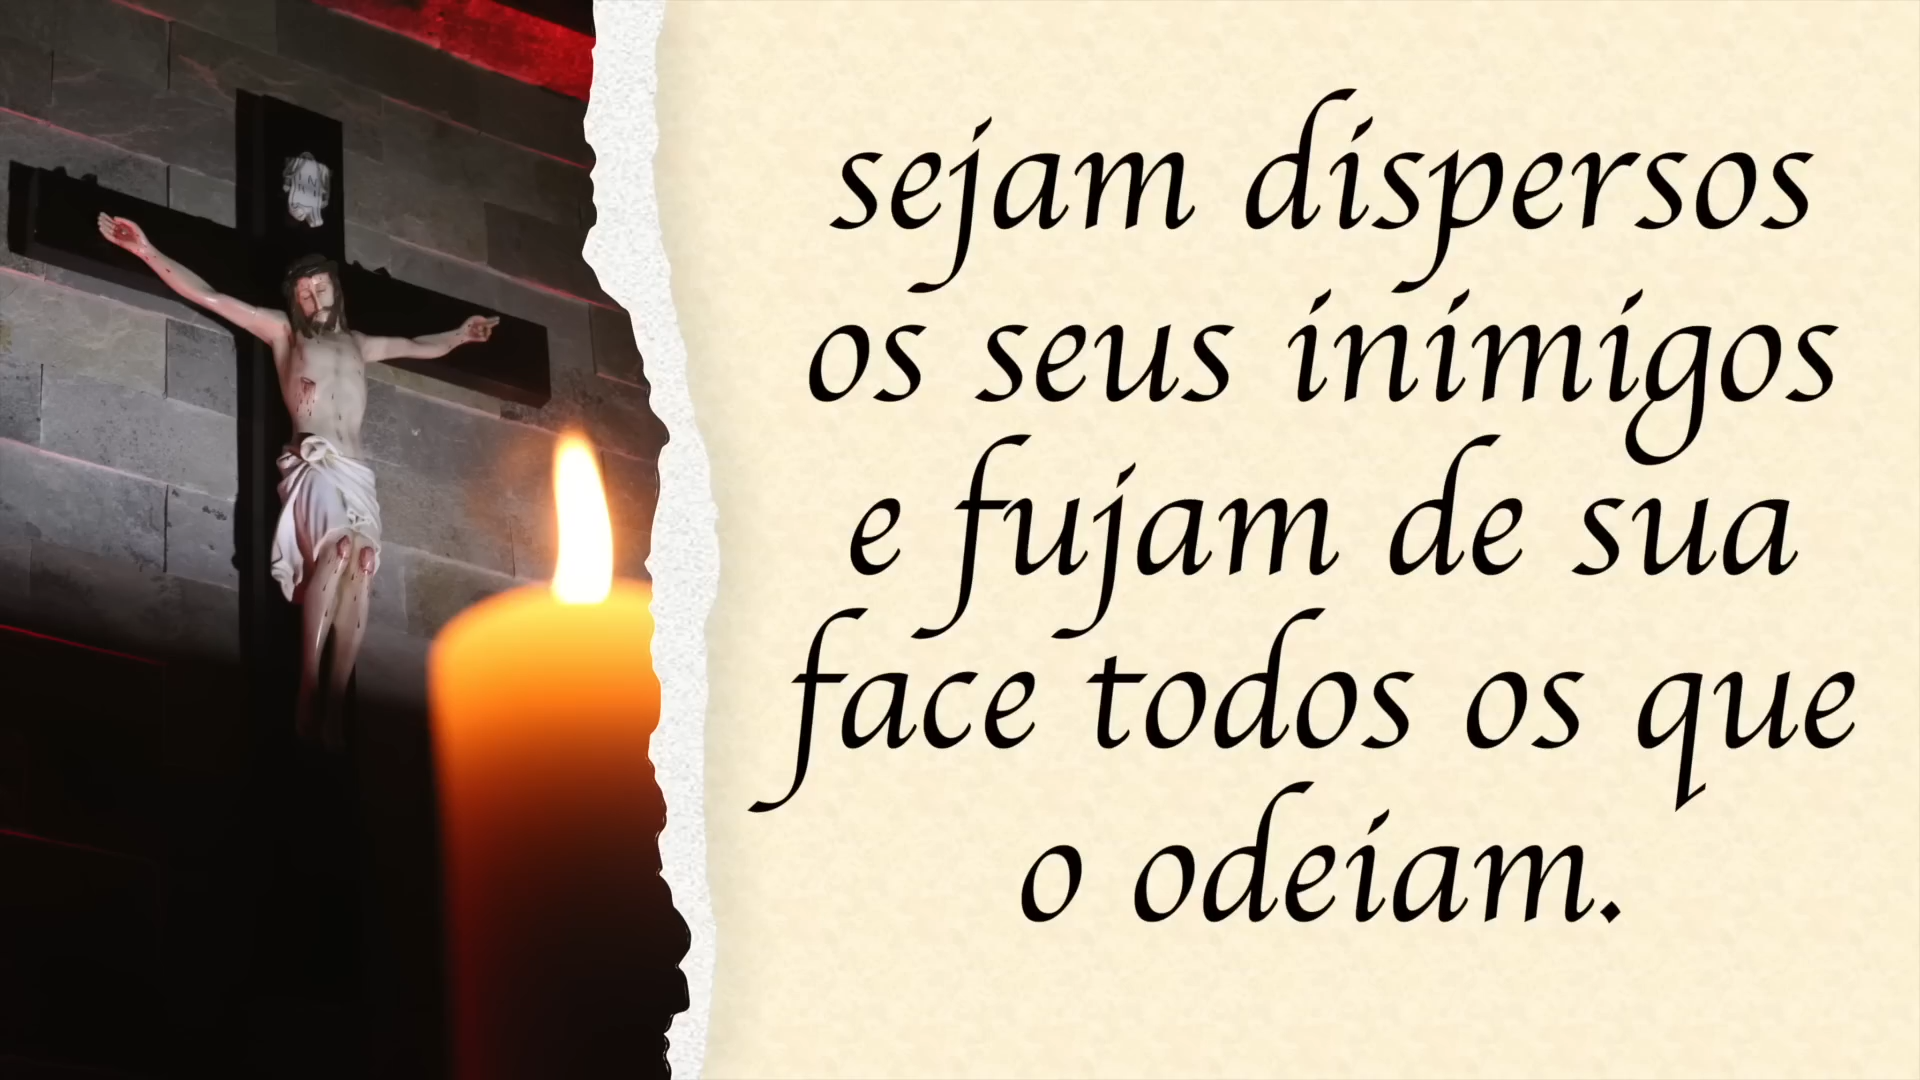 sejam dispersos
os seus inimigos
e fujam de sua
face todos os que
o odeiam.